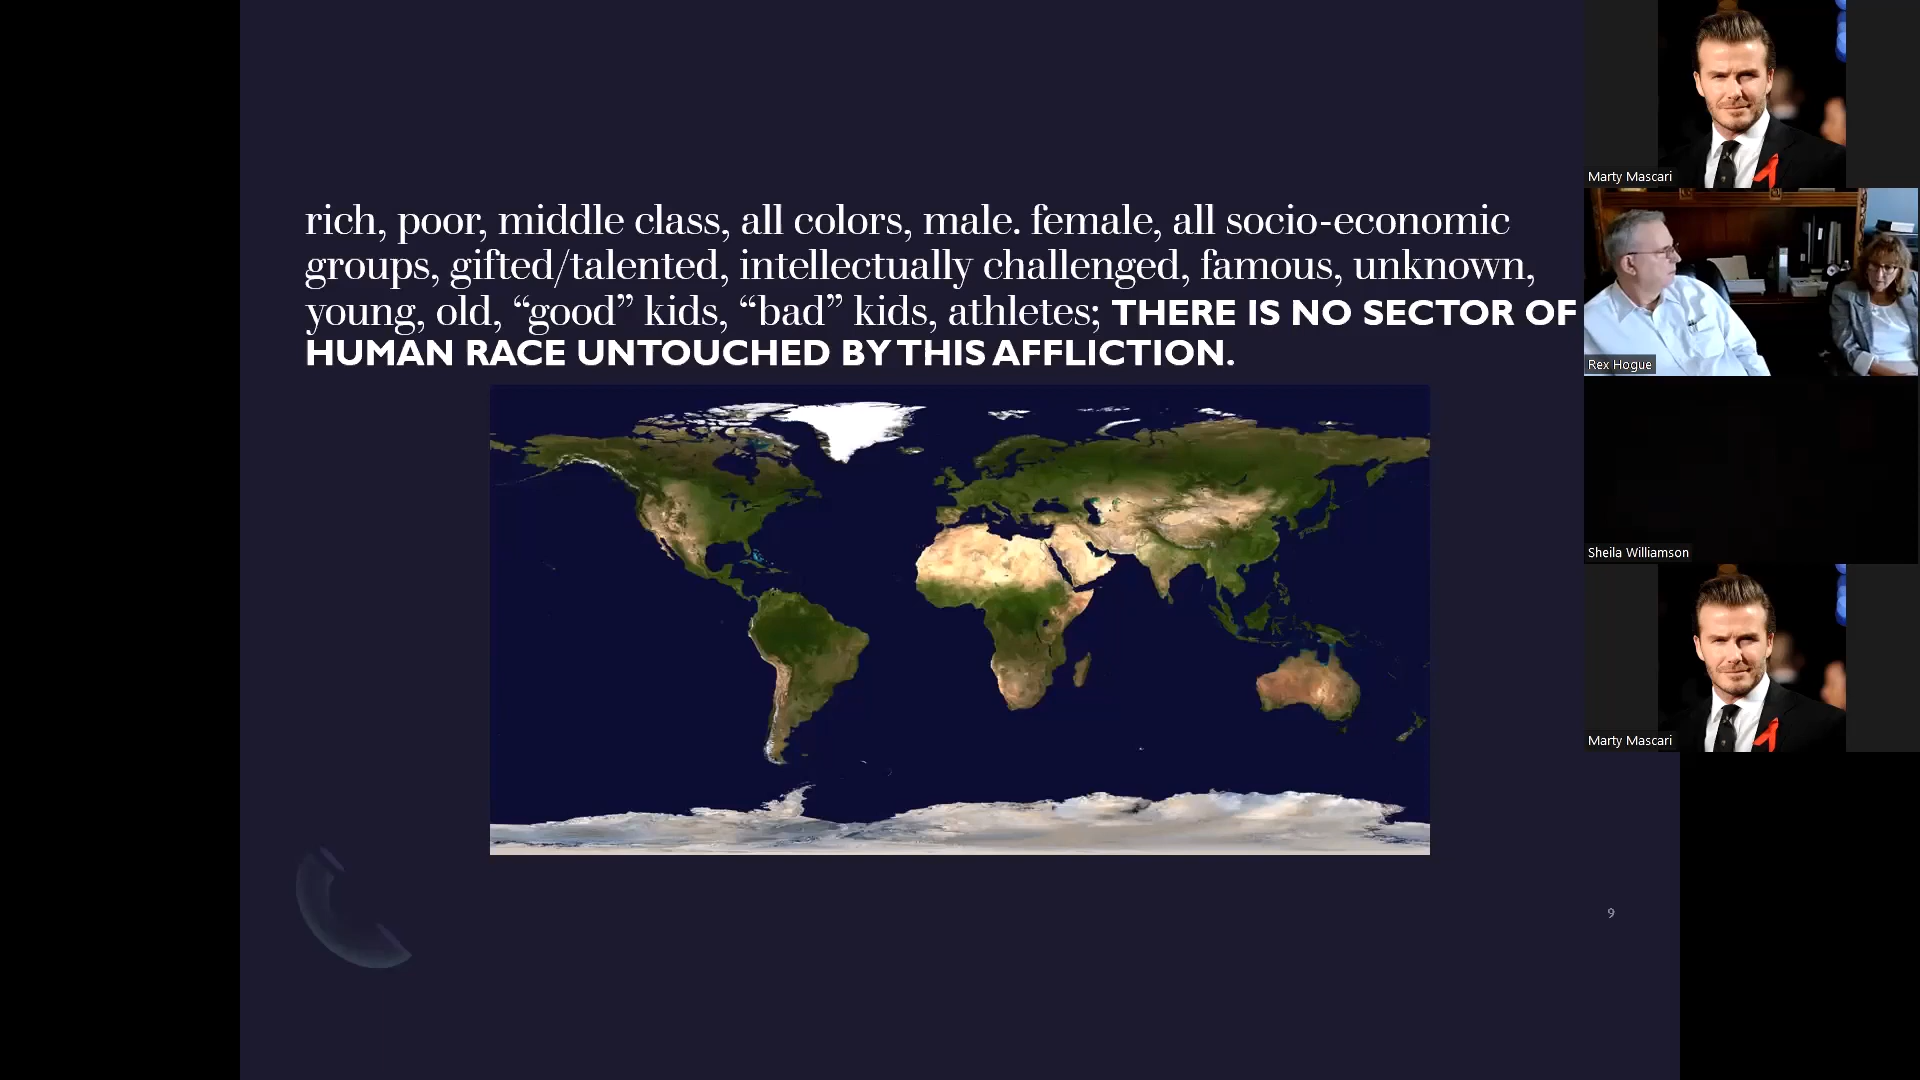 rich, poor, middle class, all colors, male. female, all socio-economic
groups, gifted/talented, intellectually challenged, famous, unknown,
young, old, “good” kids, “bad” kids, athletes; THERE IS NO SECTOR OF
HUMAN RACE UNTOUCHED BY THIS AFFLICTION.
9
Marty Mascari
Rex Hogue
Sheila Williamson
Marty Mascari